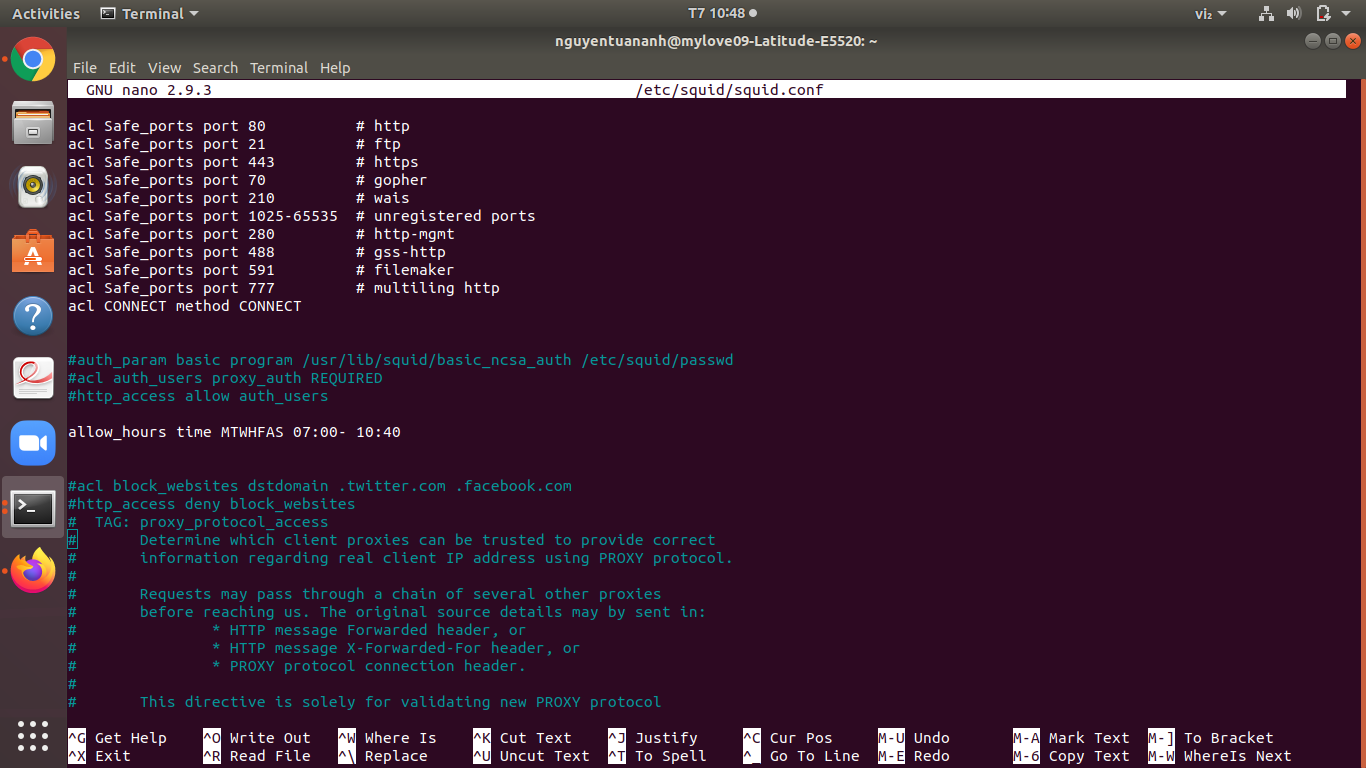 Activities Terminal T7 10:48 vi₂
nguyentuananh@mylove09-Latitude-E5520: ~
File Edit View Search Terminal Help
GNU nano 2.9.3 /etc/squid/squid.conf
acl Safe_ports port 80 # http
acl Safe_ports port 21 # ftp
acl Safe_ports port 443 # https
acl Safe_ports port 70 # gopher
acl Safe_ports port 210 # wais
acl Safe_ports port 1025-65535 # unregistered ports
acl Safe_ports port 280 # http-mgmt
acl Safe_ports port 488 # gss-http
acl Safe_ports port 591 # filemaker
acl Safe_ports port 777 # multiling http
acl CONNECT method CONNECT
#auth_param basic program /usr/lib/squid/basic_ncsa_auth /etc/squid/passwd
#acl auth_users proxy_auth REQUIRED
#http_access allow auth_users
allow_hours time MTWHFAS 07:00- 10:40
#acl block_websites dstdomain .twitter.com .facebook.com
#http_access deny block_websites
# TAG: proxy_protocol_access
# Determine which client proxies can be trusted to provide correct
# information regarding real client IP address using PROXY protocol.
#
# Requests may pass through a chain of several other proxies
# before reaching us. The original source details may by sent in:
# * HTTP message Forwarded header, or
# * HTTP message X-Forwarded-For header, or
# * PROXY protocol connection header.
#
# This directive is solely for validating new PROXY protocol
^G Get Help ^O Write Out ^W Where Is ^K Cut Text ^J Justify ^C Cur Pos M-U Undo M-A Mark Text M-] To Bracket
^X Exit ^R Read File ^\ Replace ^U Uncut Text ^T To Spell ^_ Go To Line M-E Redo M-6 Copy Text M-W WhereIs Next